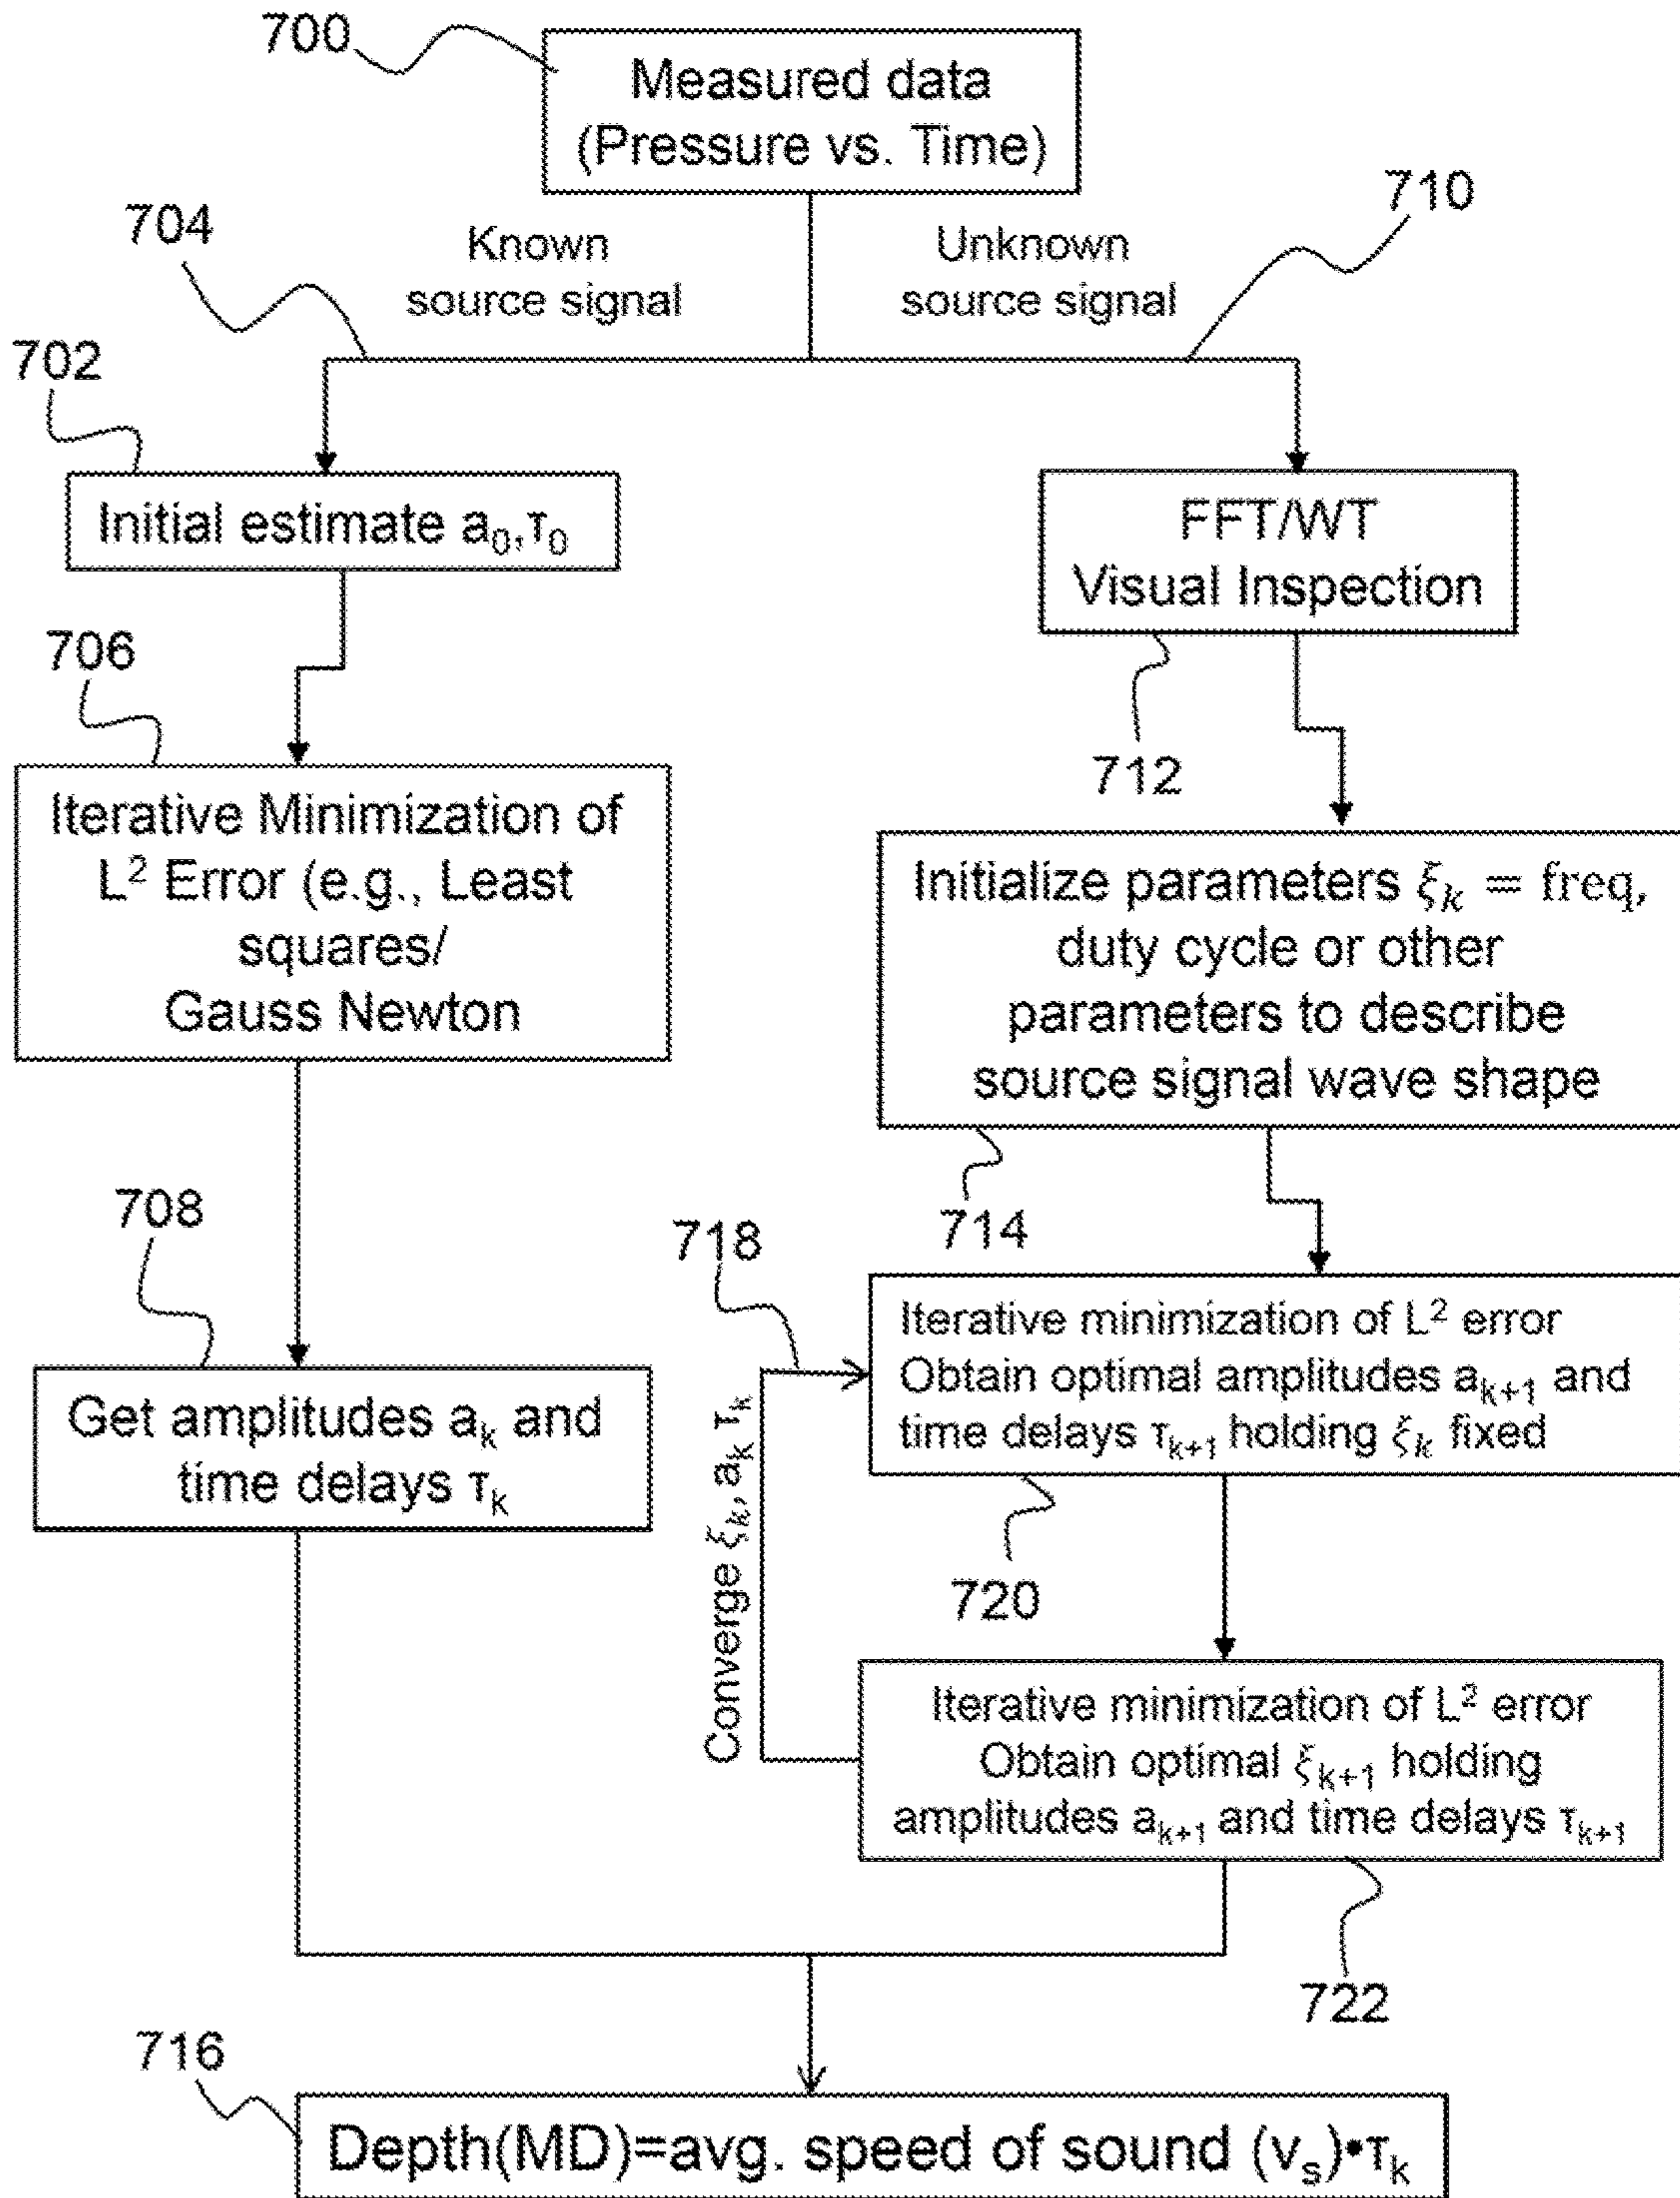 700
Measured data
(Pressure vs. Time)
704
Known
source signal
Unknown
source signal
710
702
Initial estimate a₀,τ₀
FFT/WT
Visual Inspection
706
712
Iterative Minimization of
L² Error (e.g., Least
squares/
Gauss Newton
Initialize parameters ξₖ = freq,
duty cycle or other
parameters to describe
source signal wave shape
708
714
718
Get amplitudes aₖ and
time delays τₖ
Converge ξₖ, aₖ τₖ
Iterative minimization of L² error
Obtain optimal amplitudes aₖ₊₁ and
time delays τₖ₊₁ holding ξₖ fixed
720
Iterative minimization of L² error
Obtain optimal ξₖ₊₁ holding
amplitudes aₖ₊₁ and time delays τₖ₊₁
722
716
Depth(MD)=avg. speed of sound (vₛ)•τₖ